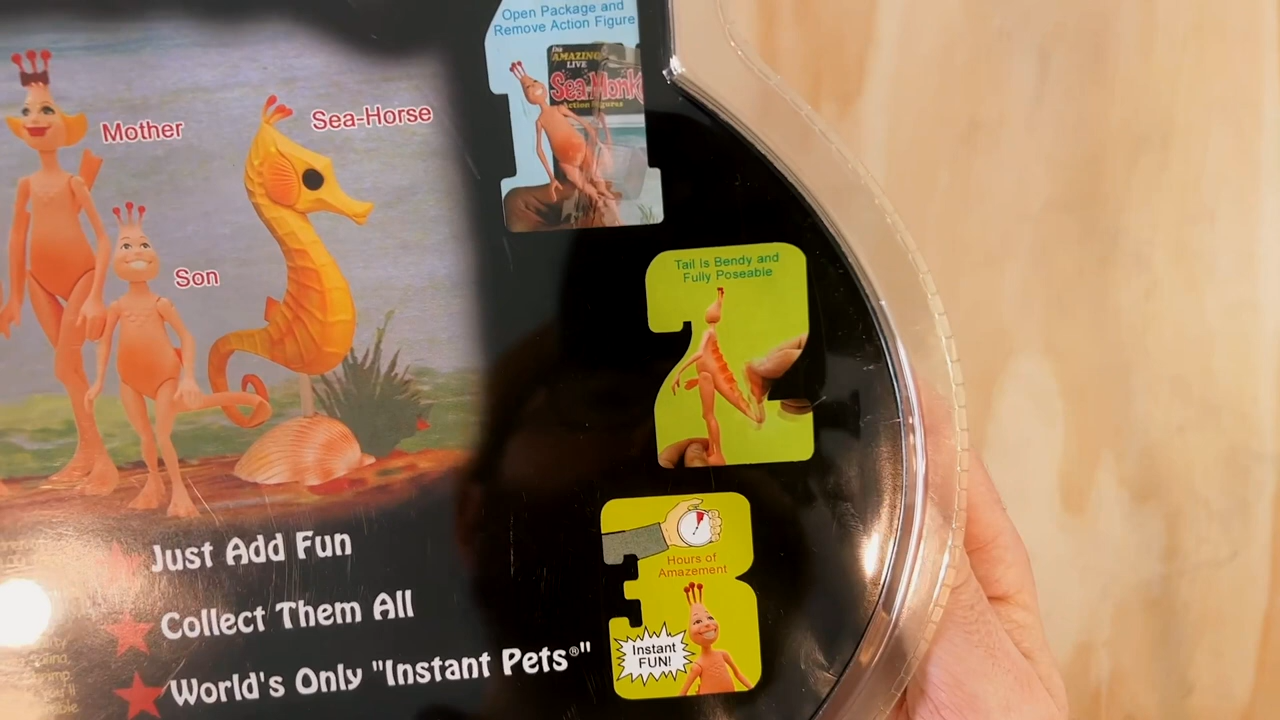 Open Package and
Remove Action Figure
AMAZING
LIVE
Sea-Monk
Action Figures
Mother
Sea-Horse
Son
Tail Is Bendy and
Fully Poseable
Hours of
Amazement
Instant
FUN!
Just Add Fun
Collect Them All
World's Only "Instant Pets®"